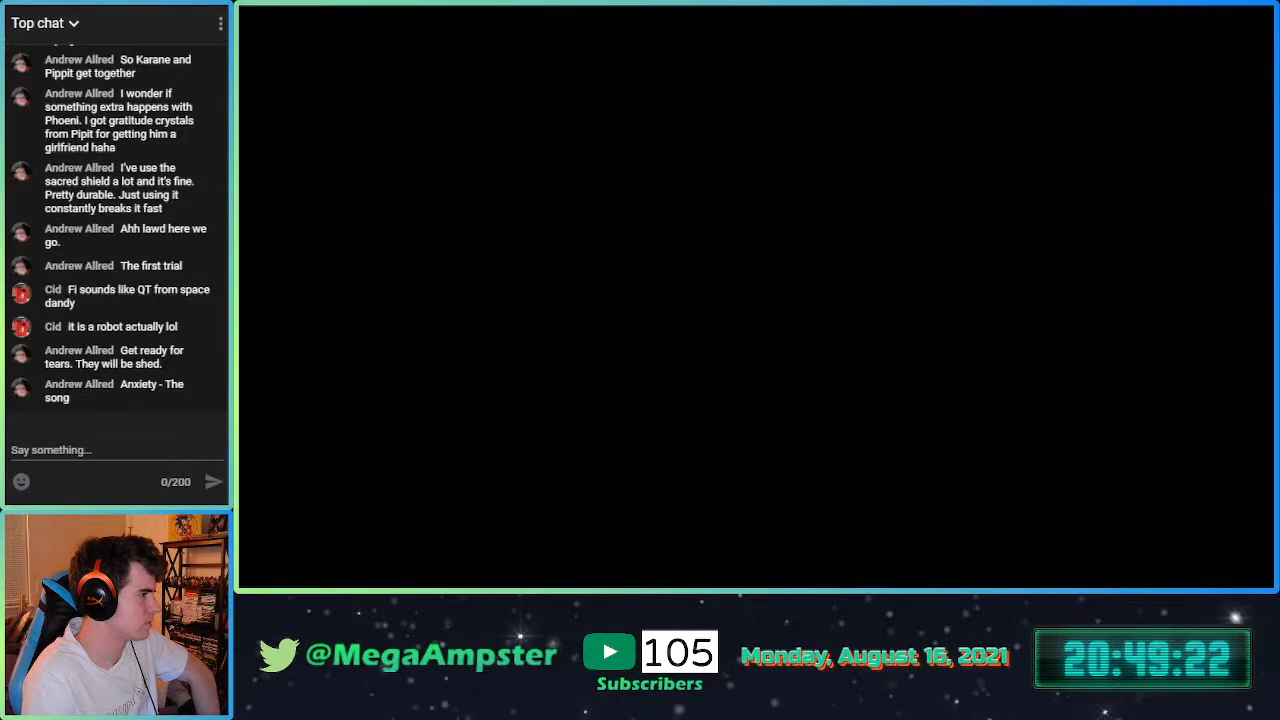 Top chat
Andrew Allred So Karane and
Pippit get together
Andrew Allred I wonder if
something extra happens with
Phoeni. I got gratitude crystals
from Pipit for getting him a
girlfriend haha
Andrew Allred I've use the
sacred shield a lot and it's fine.
Pretty durable. Just using it
constantly breaks it fast
Andrew Allred Ahh lawd here we
go.
Andrew Allred The first trial
Cid Fi sounds like QT from space
dandy
Cid it is a robot actually lol
Andrew Allred Get ready for
tears. They will be shed.
Andrew Allred Anxiety - The
song
Say something...
0/200
@MegaAmpster
105
Subscribers
Monday, August 16, 2021
20:49:22